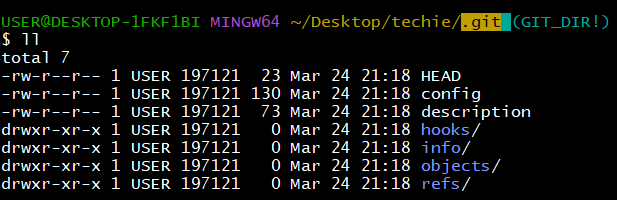 USER@DESKTOP-1FKF1BI MINGW64 ~/Desktop/techie/.git (GIT_DIR!)
$ ll
total 7
-rw-r--r-- 1 USER 197121  23 Mar 24 21:18 HEAD
-rw-r--r-- 1 USER 197121 130 Mar 24 21:18 config
-rw-r--r-- 1 USER 197121  73 Mar 24 21:18 description
drwxr-xr-x 1 USER 197121   0 Mar 24 21:18 hooks/
drwxr-xr-x 1 USER 197121   0 Mar 24 21:18 info/
drwxr-xr-x 1 USER 197121   0 Mar 24 21:18 objects/
drwxr-xr-x 1 USER 197121   0 Mar 24 21:18 refs/